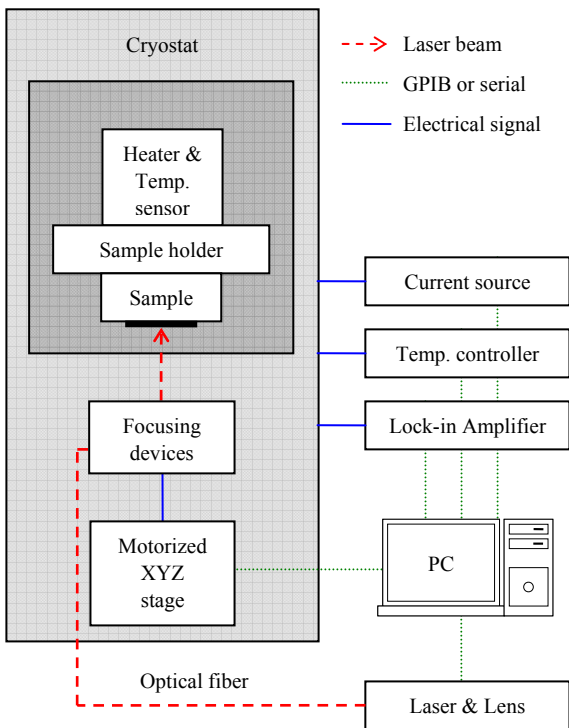 Cryostat
Laser beam
GPIB or serial
Electrical signal
Heater &
Temp.
sensor
Sample holder
Sample
Current source
Temp. controller
Lock-in Amplifier
Focusing
devices
Motorized
XYZ
stage
PC
Optical fiber
Laser & Lens